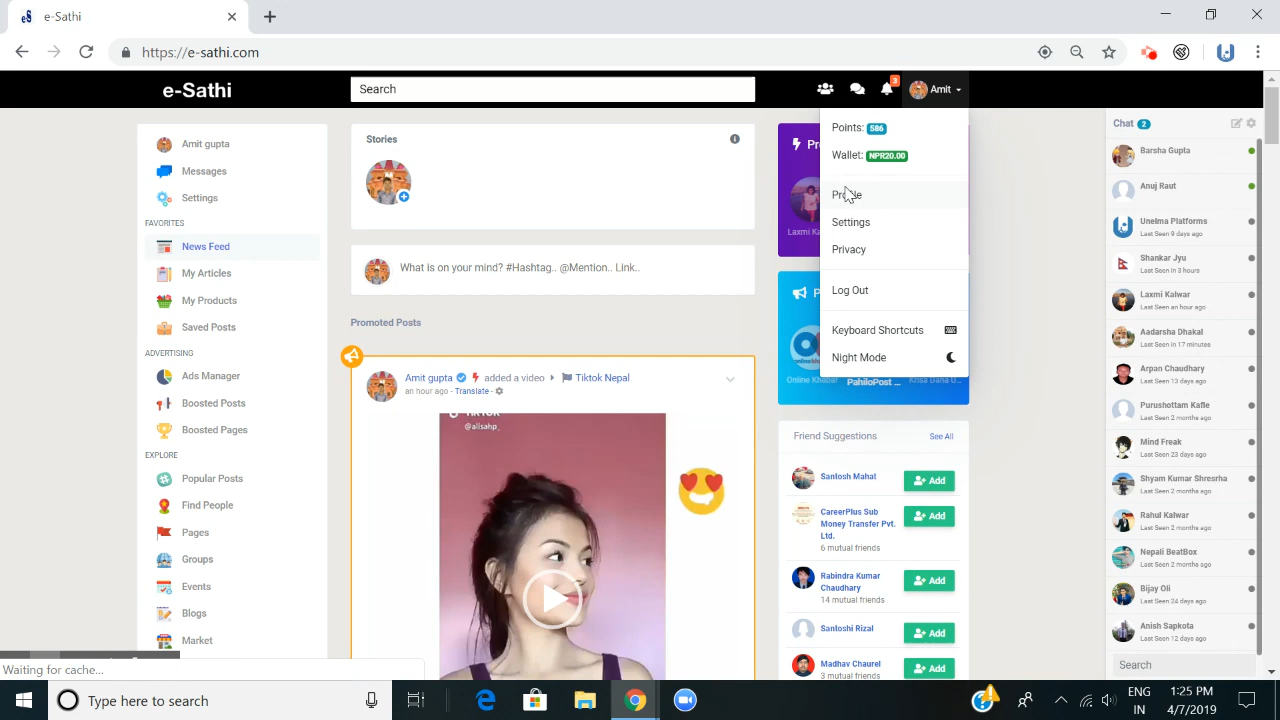 e-Sathi
https://e-sathi.com
e-Sathi
Search
3
Amit
Amit gupta
Messages
Settings
FAVORITES
News Feed
My Articles
My Products
Saved Posts
ADVERTISING
Ads Manager
Boosted Posts
Boosted Pages
EXPLORE
Popular Posts
Find People
Pages
Groups
Events
Blogs
Market
Waiting for cache...
Stories
What is on your mind? #Hashtag.. @Mention.. Link..
Promoted Posts
Amit gupta added a video Tiktok Nepal
an hour ago - Translate -
@alisahp_
Points: 586
Wallet: NPR20.00
Profile
Settings
Privacy
Log Out
Keyboard Shortcuts
Night Mode
Laxmi Ka
Online Khabar
PahiloPost ...
Krisa Dana U...
Friend Suggestions
See All
Santosh Mahat
Add
CareerPlus Sub
Money Transfer Pvt.
Ltd.
6 mutual friends
Add
Rabindra Kumar
Chaudhary
14 mutual friends
Add
Santoshi Rizal
Add
Madhav Chaurel
3 mutual friends
Add
Chat 2
Barsha Gupta
Anuj Raut
Unelma Platforms
Last Seen 9 days ago
Shankar Jyu
Last Seen in 3 hours
Laxmi Kalwar
Last Seen an hour ago
Aadarsha Dhakal
Last Seen in 17 minutes
Arpan Chaudhary
Last Seen 13 days ago
Purushottam Kafle
Last Seen 2 months ago
Mind Freak
Last Seen 23 days ago
Shyam Kumar Shresrha
Last Seen 2 months ago
Rahul Kalwar
Last Seen 2 months ago
Nepali BeatBox
Last Seen 2 months ago
Bijay Oli
Last Seen 24 days ago
Anish Sapkota
Last Seen 12 days ago
Search
Type here to search
ENG
IN
1:25 PM
4/7/2019